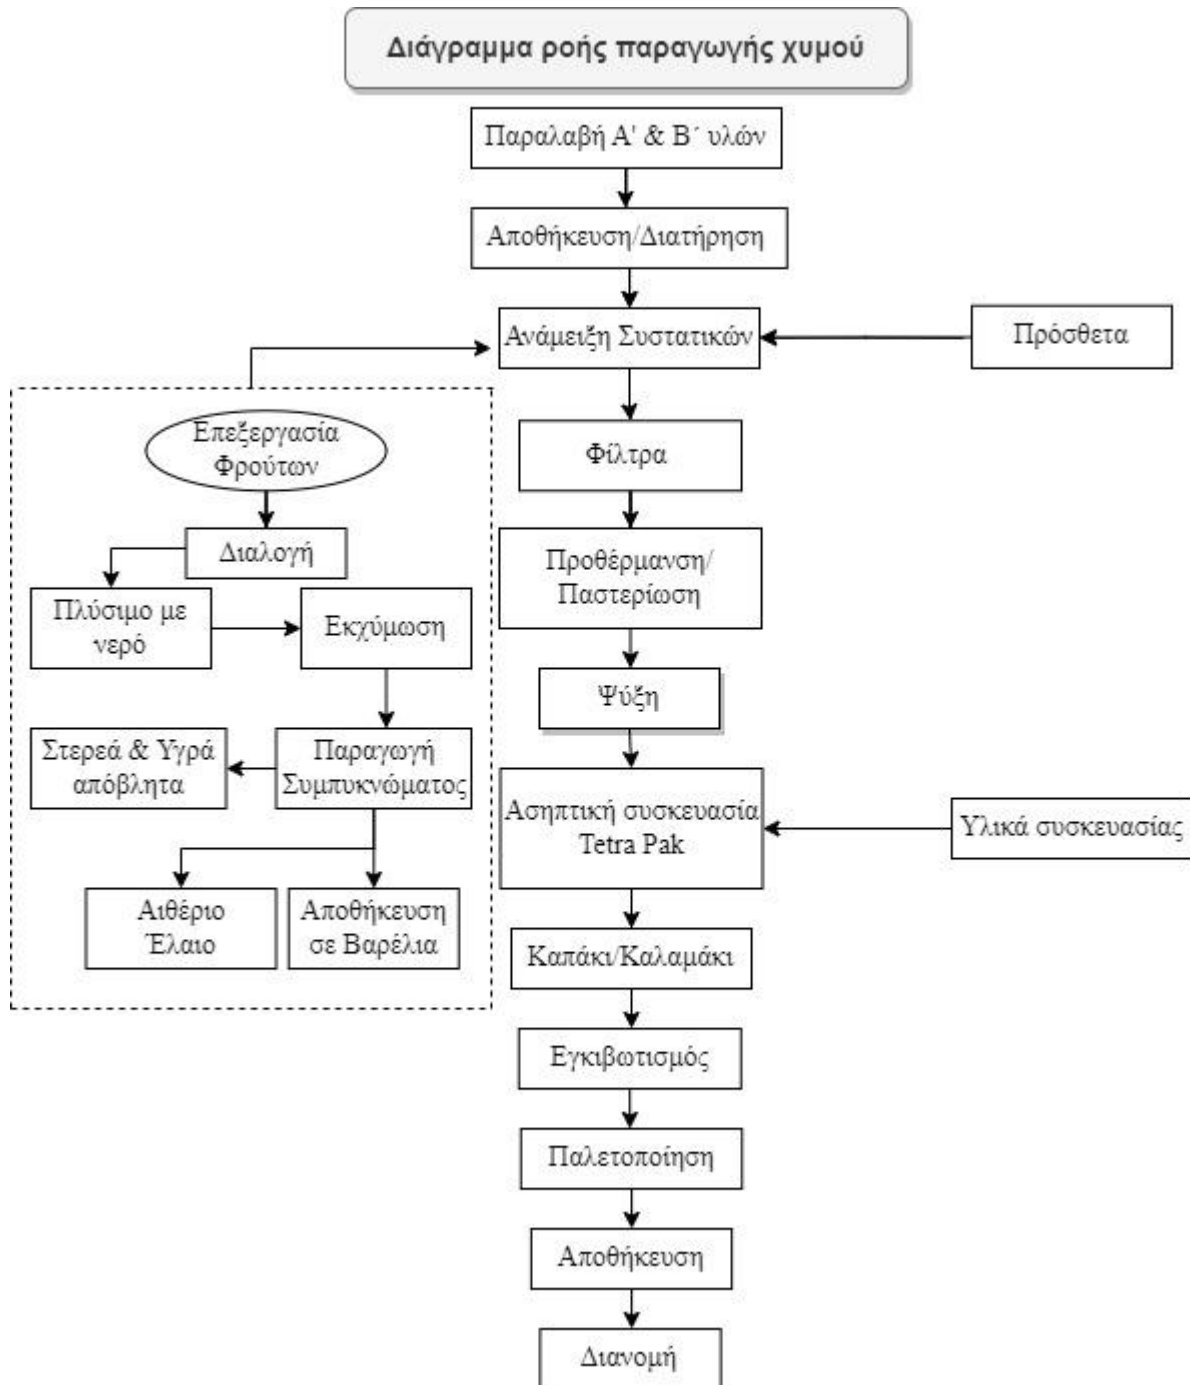 Διάγραμμα ροής παραγωγής χυμού
Παραλαβή Α' & Β΄ υλών
Αποθήκευση/Διατήρηση
Ανάμειξη Συστατικών
Πρόσθετα
Επεξεργασία
Φρούτων
Φίλτρα
Διαλογή
Προθέρμανση/
Παστερίωση
Πλύσιμο με
νερό
Εκχύμωση
Ψύξη
Στερεά & Υγρά
απόβλητα
Παραγωγή
Συμπυκνώματος
Ασηπτική συσκευασία
Tetra Pak
Υλικά συσκευασίας
Αιθέριο
Έλαιο
Αποθήκευση
σε Βαρέλια
Καπάκι/Καλαμάκι
Εγκιβωτισμός
Παλετοποίηση
Αποθήκευση
Διανομή